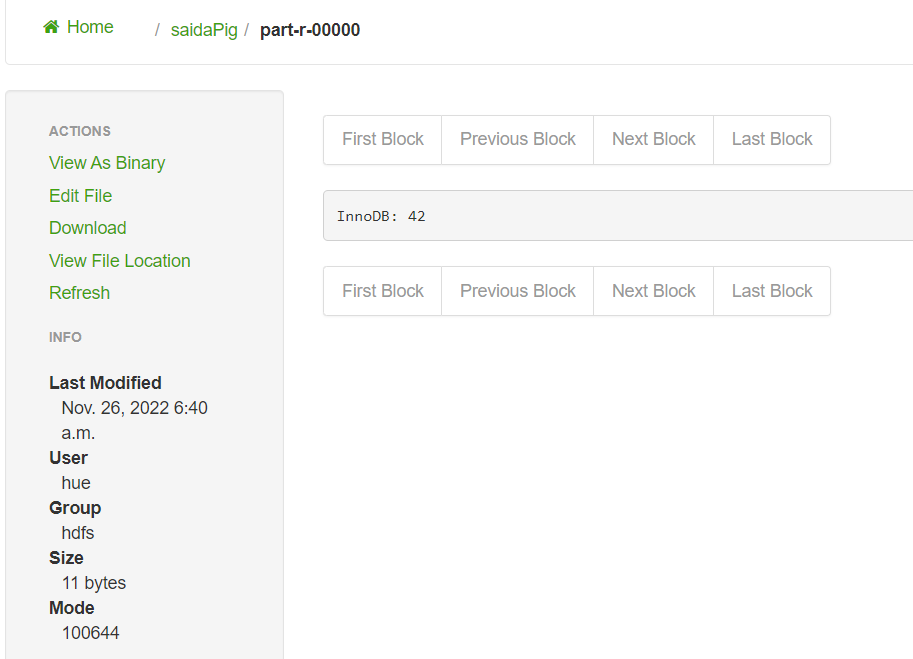 Home / saidaPig / part-r-00000
ACTIONS
View As Binary
Edit File
Download
View File Location
Refresh
INFO
Last Modified
Nov. 26, 2022 6:40
a.m.
User
hue
Group
hdfs
Size
11 bytes
Mode
100644
First Block Previous Block Next Block Last Block
InnoDB: 42
First Block Previous Block Next Block Last Block